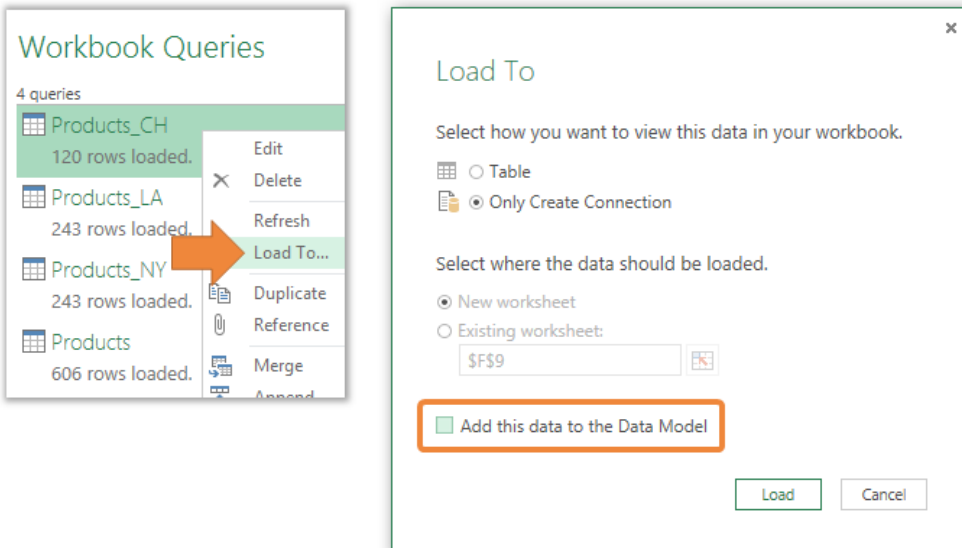 Workbook Queries
4 queries
Products_CH
120 rows loaded.
Products_LA
243 rows loaded.
Products_NY
243 rows loaded.
Products
606 rows loaded.
Edit
Delete
Refresh
Load To...
Duplicate
Reference
Merge
Append
Load To
Select how you want to view this data in your workbook.
Table
Only Create Connection
Select where the data should be loaded.
New worksheet
Existing worksheet:
$F$9
Add this data to the Data Model
Load Cancel